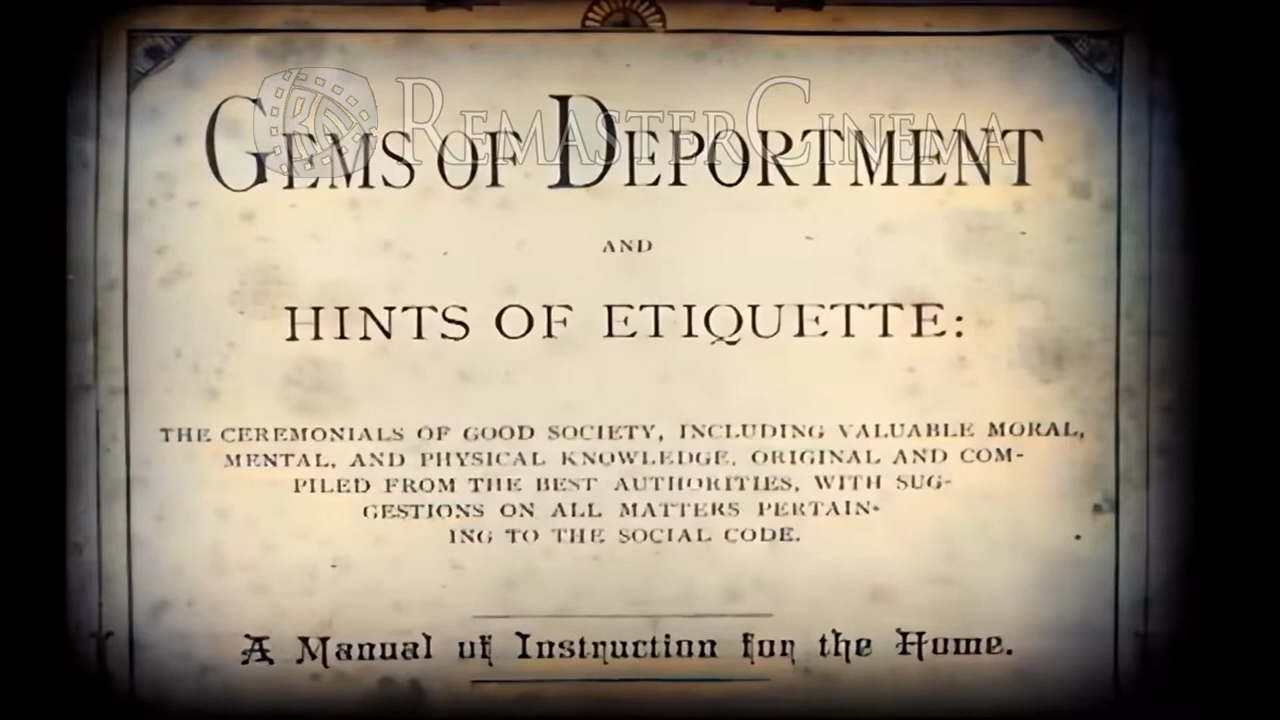 REMASTERCINEMA
GEMS OF DEPORTMENT
AND
HINTS OF ETIQUETTE:
THE CEREMONIALS OF GOOD SOCIETY, INCLUDING VALUABLE MORAL,
MENTAL, AND PHYSICAL KNOWLEDGE, ORIGINAL AND COM-
PILED FROM THE BEST AUTHORITIES, WITH SUG-
GESTIONS ON ALL MATTERS PERTAIN-
ING TO THE SOCIAL CODE.
A Manual of Instruction for the Home.